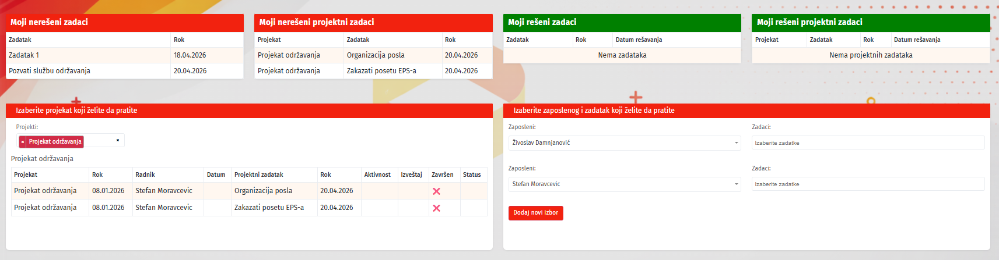 Moji nerešeni zadaci
Zadatak Rok
Zadatak 1 18.04.2026
Pozvati službu održavanja 20.04.2026
Moji nerešeni projektni zadaci
Projekat Zadatak Rok
Projekat održavanja Organizacija posla 20.04.2026
Projekat održavanja Zakazati posetu EPS-a 20.04.2026
Moji rešeni zadaci
Zadatak Rok Datum rešavanja
Nema zadataka
Moji rešeni projektni zadaci
Projekat Zadatak Rok Datum rešavanja
Nema projektnih zadataka
Izaberite projekat koji želite da pratite
Projekti:
× Projekat održavanja ×
Projekat održavanja
Projekat Rok Radnik Datum Projektni zadatak Rok Aktivnost Izveštaj Završen Status
Projekat održavanja 08.01.2026 Stefan Moravcevic Organizacija posla 20.04.2026 ❌
Projekat održavanja 08.01.2026 Stefan Moravcevic Zakazati posetu EPS-a 20.04.2026 ❌
Izaberite zaposlenog i zadatak koji želite da pratite
Zaposleni: Zadaci:
Živoslav Damnjanović Izaberite zadatke
Zaposleni: Zadaci:
Stefan Moravcevic Izaberite zadatke
Dodaj novi izbor